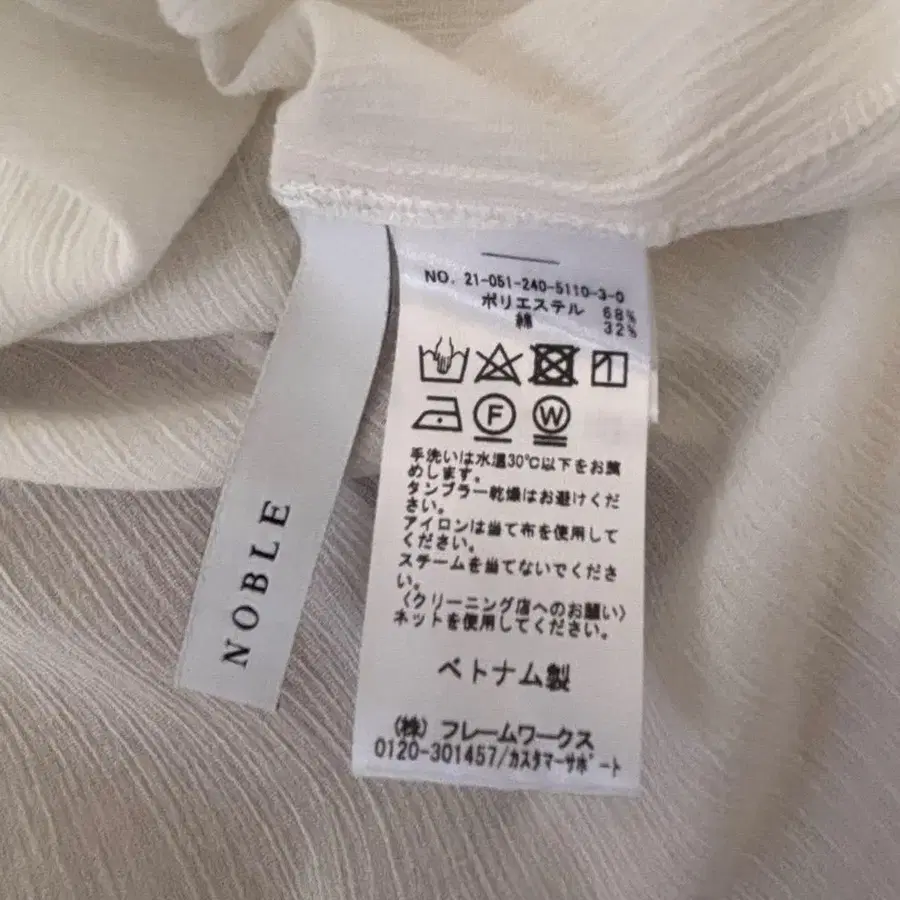 NOBLE
NO. 21-051-240-5110-3-0
ポリエステル 68%
綿 32%
F W
手洗いは水温30℃以下をお薦
めします。
タンブラー乾燥はお避けくだ
さい。
アイロンは当て布を使用して
ください。
スチームを当てないでくださ
い。
〈クリーニング店へのお願い〉
ネットを使用してください。
ベトナム製
(株) フレームワークス
0120-301457/カスタマーサポート